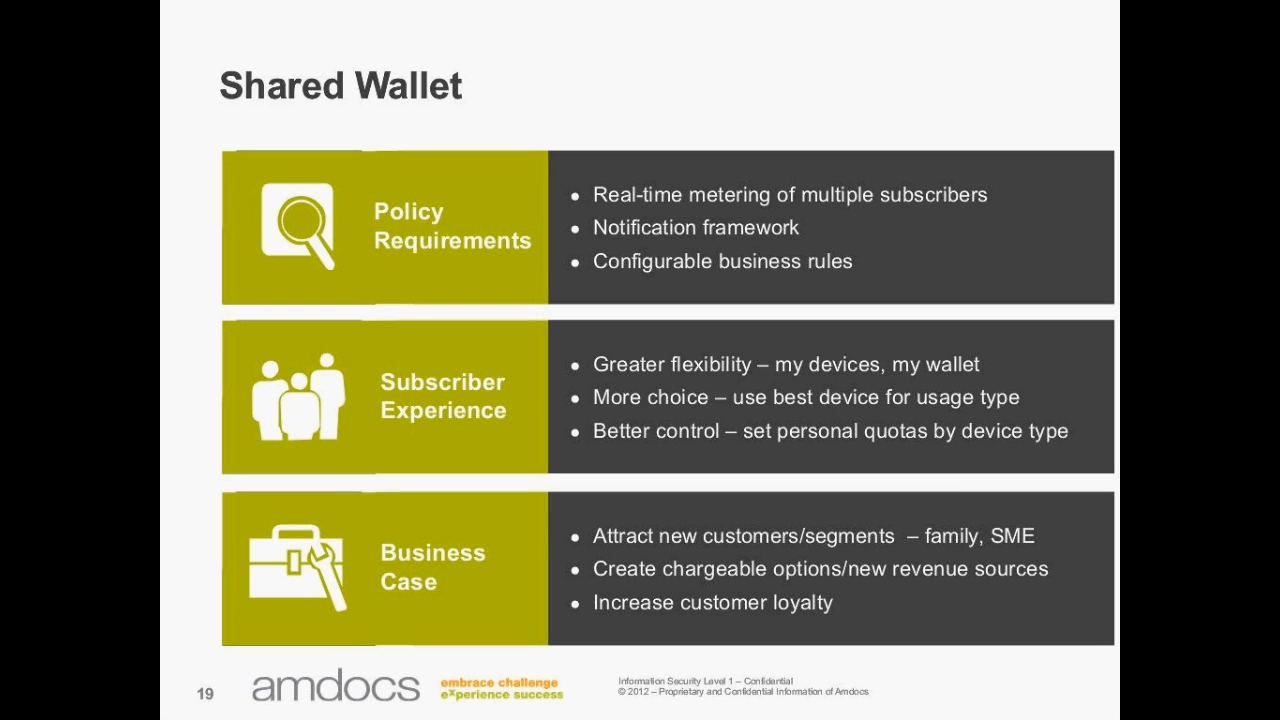 Shared Wallet
Policy
Requirements
● Real-time metering of multiple subscribers
● Notification framework
● Configurable business rules
Subscriber
Experience
● Greater flexibility – my devices, my wallet
● More choice – use best device for usage type
● Better control – set personal quotas by device type
Business
Case
● Attract new customers/segments – family, SME
● Create chargeable options/new revenue sources
● Increase customer loyalty
19
amdocs
embrace challenge
experience success
Information Security Level 1 – Confidential
© 2012 – Proprietary and Confidential Information of Amdocs